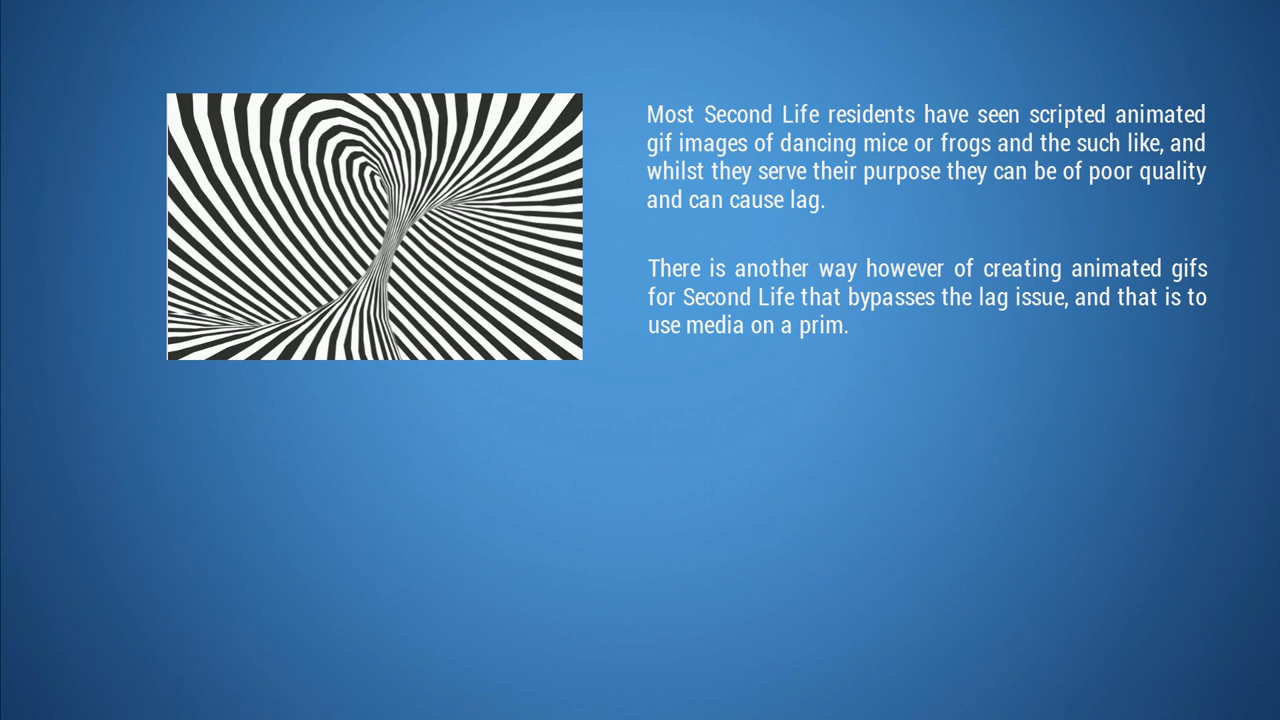 Most Second Life residents have seen scripted animated
gif images of dancing mice or frogs and the such like, and
whilst they serve their purpose they can be of poor quality
and can cause lag.
There is another way however of creating animated gifs
for Second Life that bypasses the lag issue, and that is to
use media on a prim.